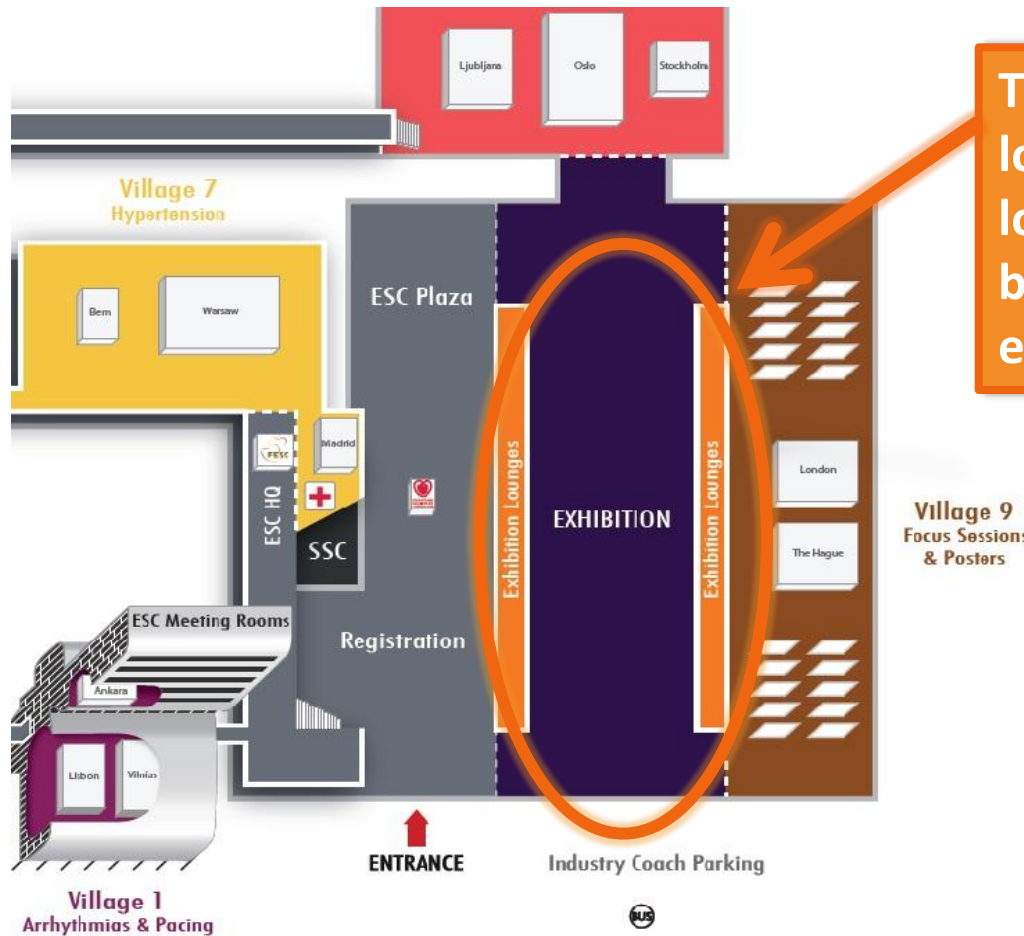 Ljubljana
Oslo
Stockholm
Village 7
Hypertension
Bern
Warsaw
ESC Plaza
FESC
Madrid
ESC HQ
SSC
Exhibition Lounges
EXHIBITION
Exhibition Lounges
London
The Hague
Village 9
Focus Sessions
& Posters
ESC Meeting Rooms
Registration
Ankara
Lisbon
Vilnius
ENTRANCE
Industry Coach Parking
BUS
Village 1
Arrhythmias & Pacing